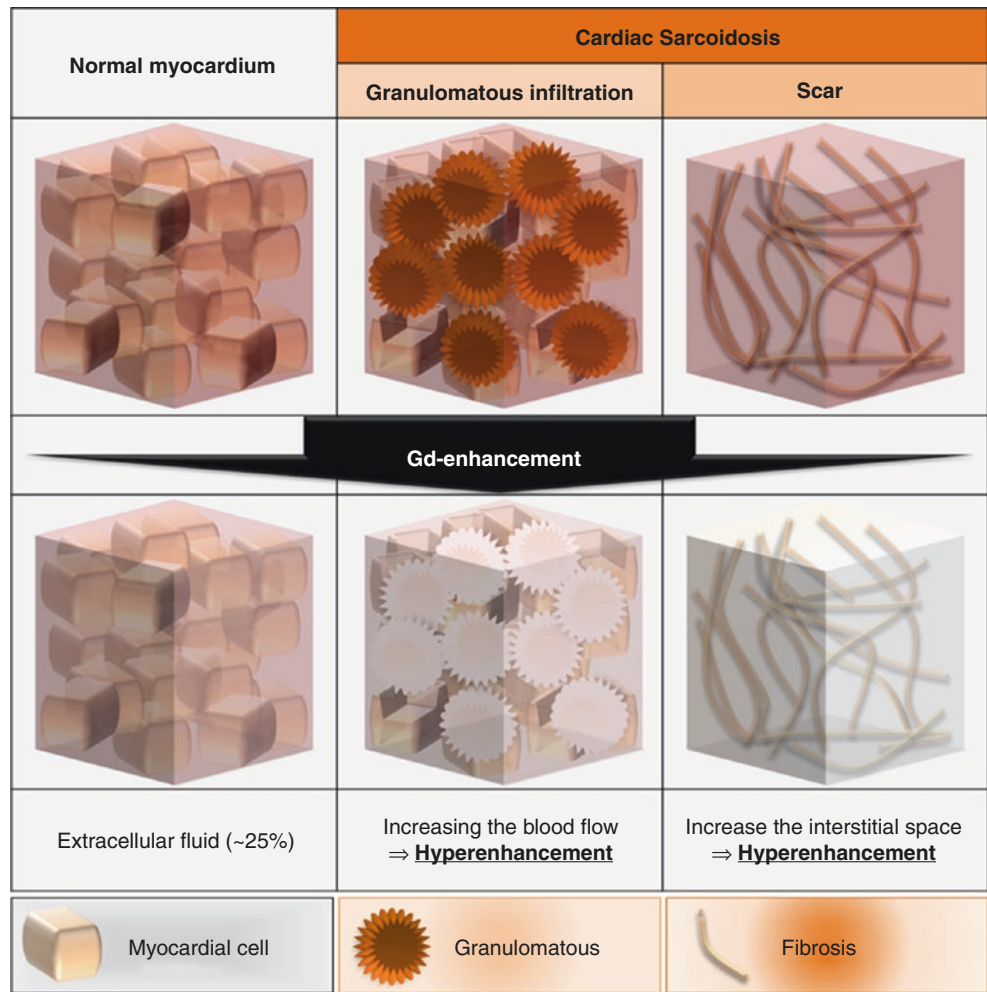 Normal myocardium
Cardiac Sarcoidosis
Granulomatous infiltration
Scar
Gd-enhancement
Extracellular fluid (~25%)
Increasing the blood flow
⇒ Hyperenhancement
Increase the interstitial space
⇒ Hyperenhancement
Myocardial cell
Granulomatous
Fibrosis